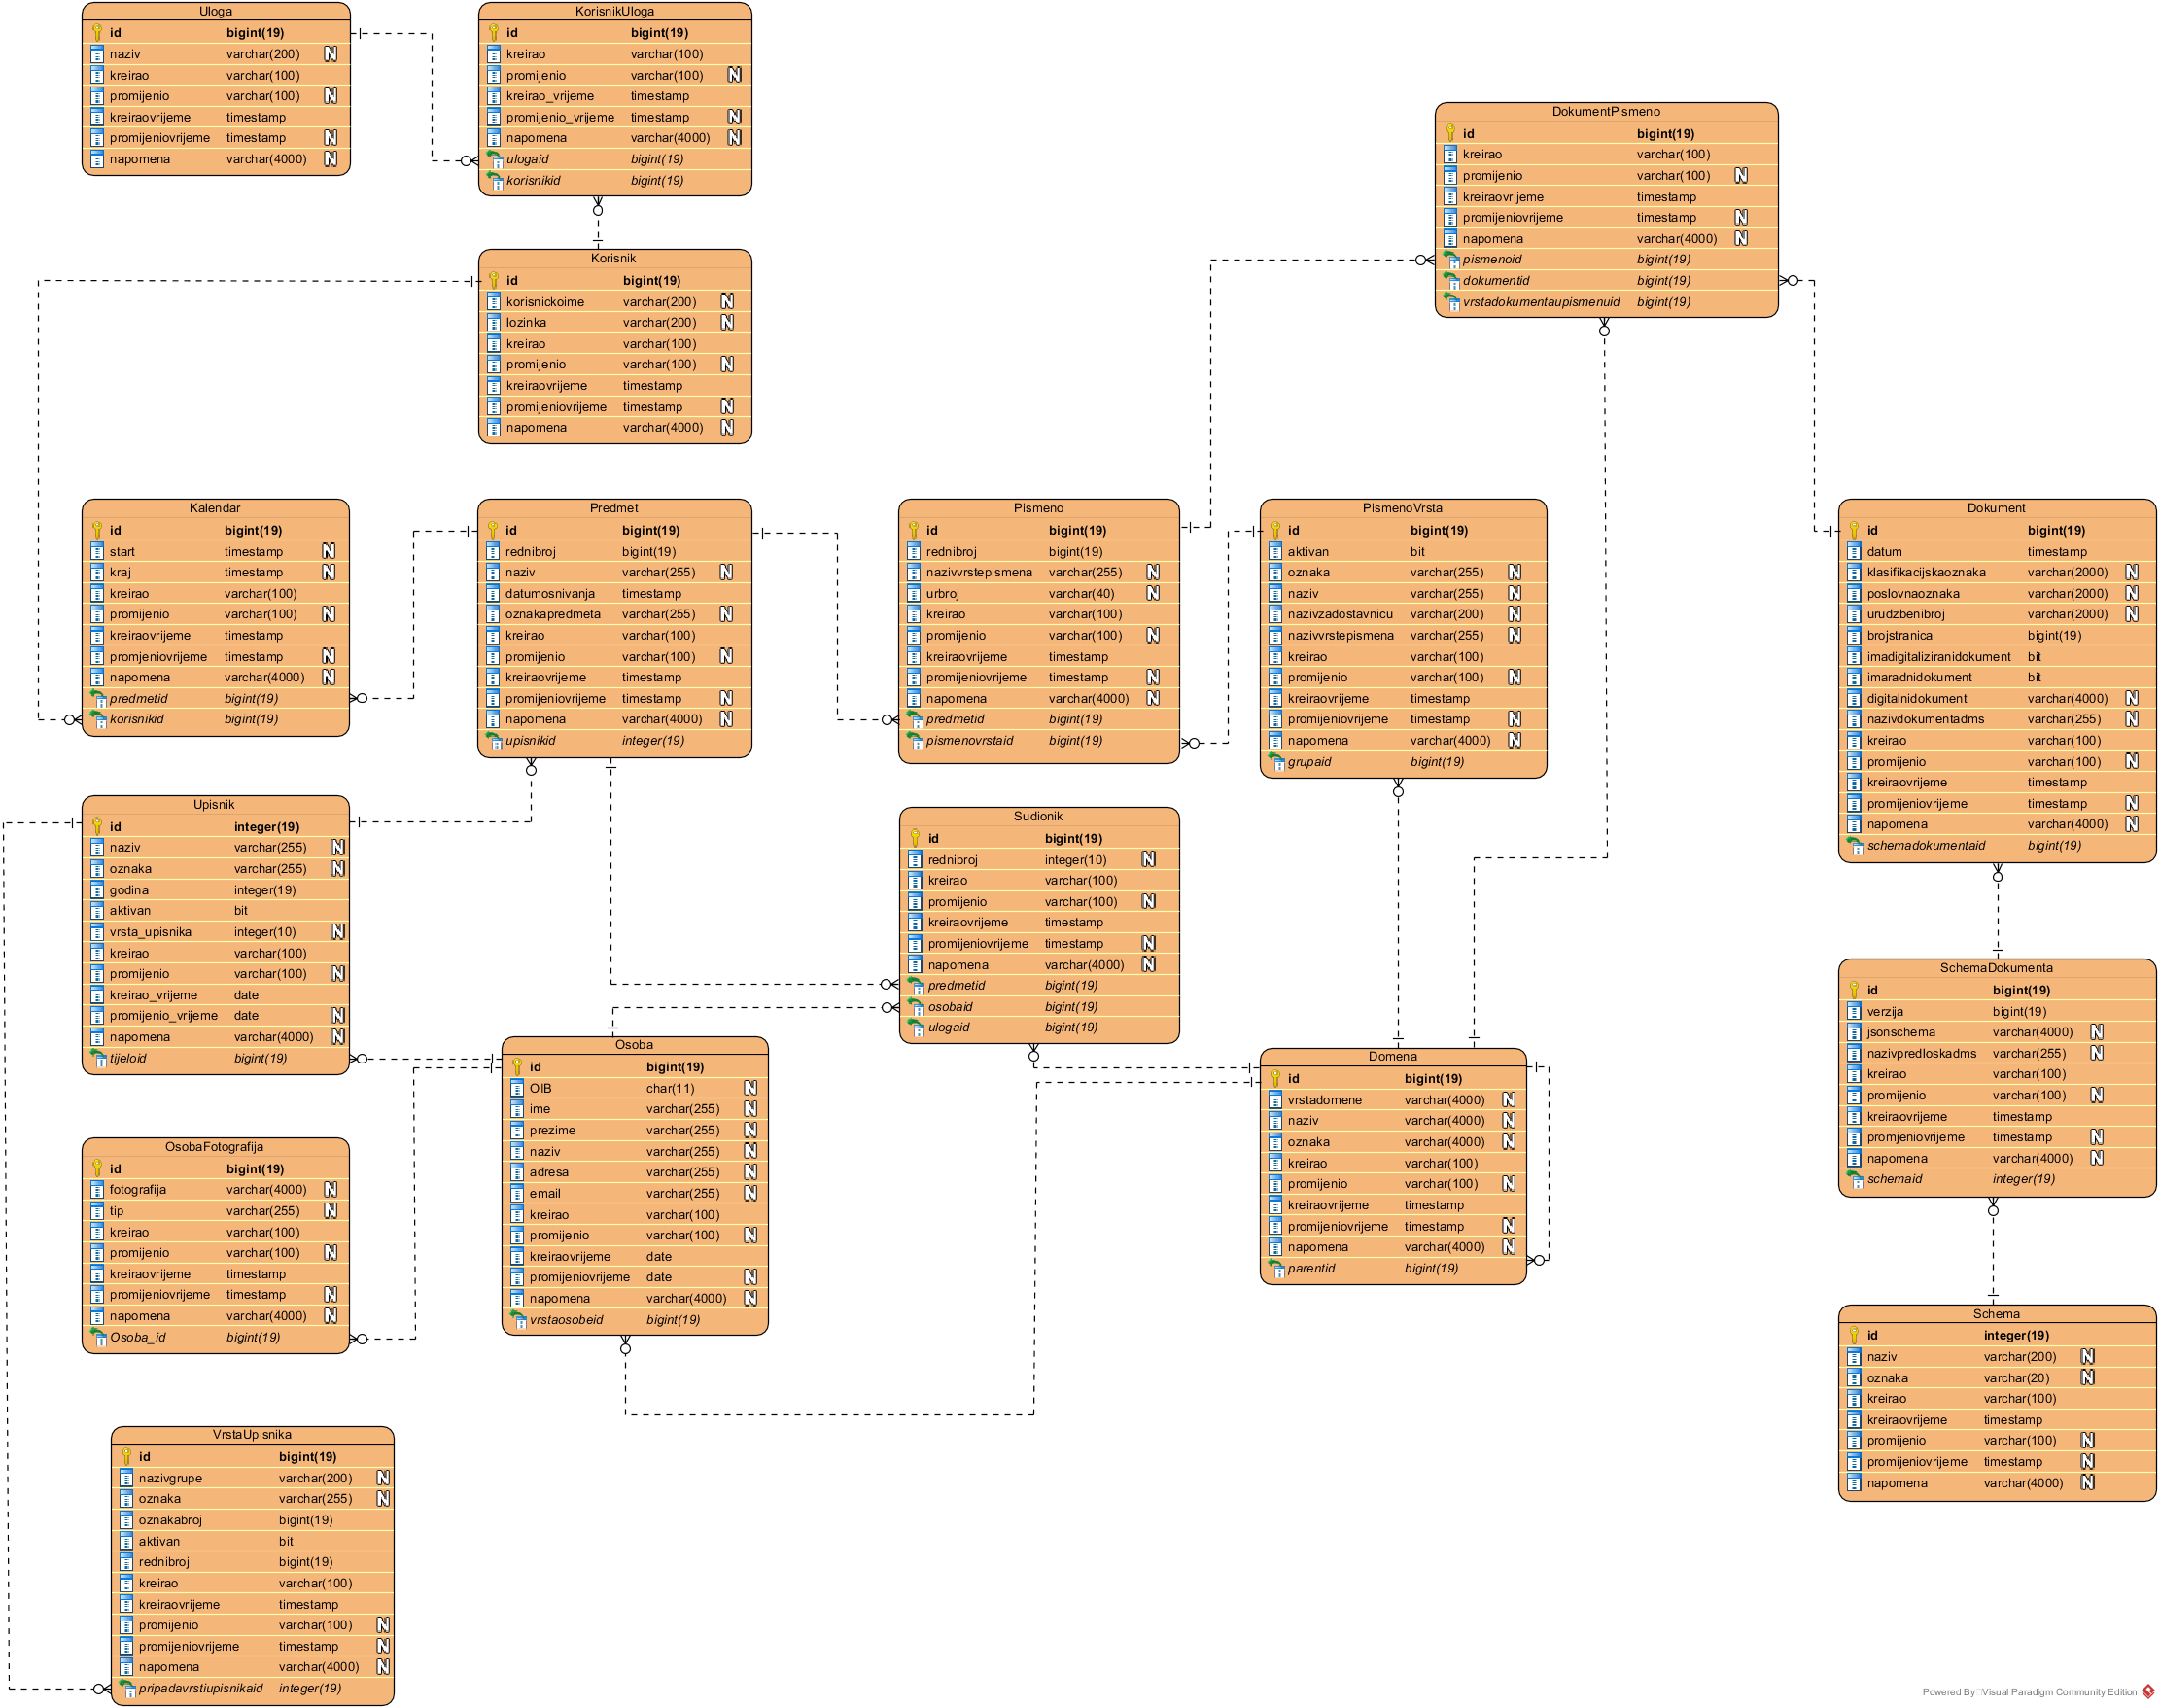 Uloga
id bigint(19)
naziv varchar(200) N
kreirao varchar(100)
promijenio varchar(100) N
kreiraovrijeme timestamp
promijeniovrijeme timestamp N
napomena varchar(4000) N
KorisnikUloga
id bigint(19)
kreirao varchar(100)
promijenio varchar(100) N
kreirao_vrijeme timestamp
promijenio_vrijeme timestamp N
napomena varchar(4000) N
ulogaid bigint(19)
korisnikid bigint(19)
DokumentPismeno
id bigint(19)
kreirao varchar(100)
promijenio varchar(100) N
kreiraovrijeme timestamp
promijeniovrijeme timestamp N
napomena varchar(4000) N
pismenoid bigint(19)
dokumentid bigint(19)
vrstadokumentaupismenuid bigint(19)
Korisnik
id bigint(19)
korisnickoime varchar(200) N
lozinka varchar(200) N
kreirao varchar(100)
promijenio varchar(100) N
kreiraovrijeme timestamp
promijeniovrijeme timestamp N
napomena varchar(4000) N
Kalendar
id bigint(19)
start timestamp N
kraj timestamp N
kreirao varchar(100)
promijenio varchar(100) N
kreiraovrijeme timestamp
promjeniovrijeme timestamp N
napomena varchar(4000) N
predmetid bigint(19)
korisnikid bigint(19)
Predmet
id bigint(19)
rednibroj bigint(19)
naziv varchar(255) N
datumosnivanja timestamp
oznakapredmeta varchar(255) N
kreirao varchar(100)
promijenio varchar(100) N
kreiraovrijeme timestamp
promijeniovrijeme timestamp N
napomena varchar(4000) N
upisnikid integer(19)
Pismeno
id bigint(19)
rednibroj bigint(19)
nazivvrstepismena varchar(255) N
urbroj varchar(40) N
kreirao varchar(100)
promijenio varchar(100) N
kreiraovrijeme timestamp
promijeniovrijeme timestamp N
napomena varchar(4000) N
predmetid bigint(19)
pismenovrstaid bigint(19)
PismenoVrsta
id bigint(19)
aktivan bit
oznaka varchar(255) N
naziv varchar(255) N
nazivzadostavnicu varchar(200) N
nazivvrstepismena varchar(255) N
kreirao varchar(100)
promijenio varchar(100) N
kreiraovrijeme timestamp
promijeniovrijeme timestamp N
napomena varchar(4000) N
grupaid bigint(19)
Dokument
id bigint(19)
datum timestamp
klasifikacijskaoznaka varchar(2000) N
poslovnaoznaka varchar(2000) N
urudzbenibroj varchar(2000) N
brojstranica bigint(19)
imadigitaliziranidokument bit
imaradnidokument bit
digitalnidokument varchar(4000) N
nazivdokumentadms varchar(255) N
kreirao varchar(100)
promijenio varchar(100) N
kreiraovrijeme timestamp
promijeniovrijeme timestamp N
napomena varchar(4000) N
schemadokumentaid bigint(19)
Upisnik
id integer(19)
naziv varchar(255) N
oznaka varchar(255) N
godina integer(19)
aktivan bit
vrsta_upisnika integer(10) N
kreirao varchar(100)
promijenio varchar(100) N
kreirao_vrijeme date
promijenio_vrijeme date N
napomena varchar(4000) N
tijeloid bigint(19)
Sudionik
id bigint(19)
rednibroj integer(10) N
kreirao varchar(100)
promijenio varchar(100) N
kreiraovrijeme timestamp
promijeniovrijeme timestamp N
napomena varchar(4000) N
predmetid bigint(19)
osobaid bigint(19)
ulogaid bigint(19)
SchemaDokumenta
id bigint(19)
verzija bigint(19)
jsonschema varchar(4000) N
nazivpredloskadms varchar(255) N
kreirao varchar(100)
promijenio varchar(100) N
kreiraovrijeme timestamp
promjeniovrijeme timestamp N
napomena varchar(4000) N
schemaid integer(19)
Osoba
id bigint(19)
OIB char(11) N
ime varchar(255) N
prezime varchar(255) N
naziv varchar(255) N
adresa varchar(255) N
email varchar(255) N
kreirao varchar(100)
promijenio varchar(100) N
kreiraovrijeme date
promijeniovrijeme date N
napomena varchar(4000) N
vrstaosobeid bigint(19)
Domena
id bigint(19)
vrstadomene varchar(4000) N
naziv varchar(4000) N
oznaka varchar(4000) N
kreirao varchar(100)
promijenio varchar(100) N
kreiraovrijeme timestamp
promijeniovrijeme timestamp N
napomena varchar(4000) N
parentid bigint(19)
OsobaFotografija
id bigint(19)
fotografija varchar(4000) N
tip varchar(255) N
kreirao varchar(100)
promijenio varchar(100) N
kreiraovrijeme timestamp
promijeniovrijeme timestamp N
napomena varchar(4000) N
Osoba_id bigint(19)
Schema
id integer(19)
naziv varchar(200) N
oznaka varchar(20) N
kreirao varchar(100)
kreiraovrijeme timestamp
promijenio varchar(100) N
promijeniovrijeme timestamp N
napomena varchar(4000) N
VrstaUpisnika
id bigint(19)
nazivgrupe varchar(200) N
oznaka varchar(255) N
oznakabroj bigint(19)
aktivan bit
rednibroj bigint(19)
kreirao varchar(100)
kreiraovrijeme timestamp
promijenio varchar(100) N
promijeniovrijeme timestamp N
napomena varchar(4000) N
pripadavrstiupisnikaid integer(19)
Powered By Visual Paradigm Community Edition